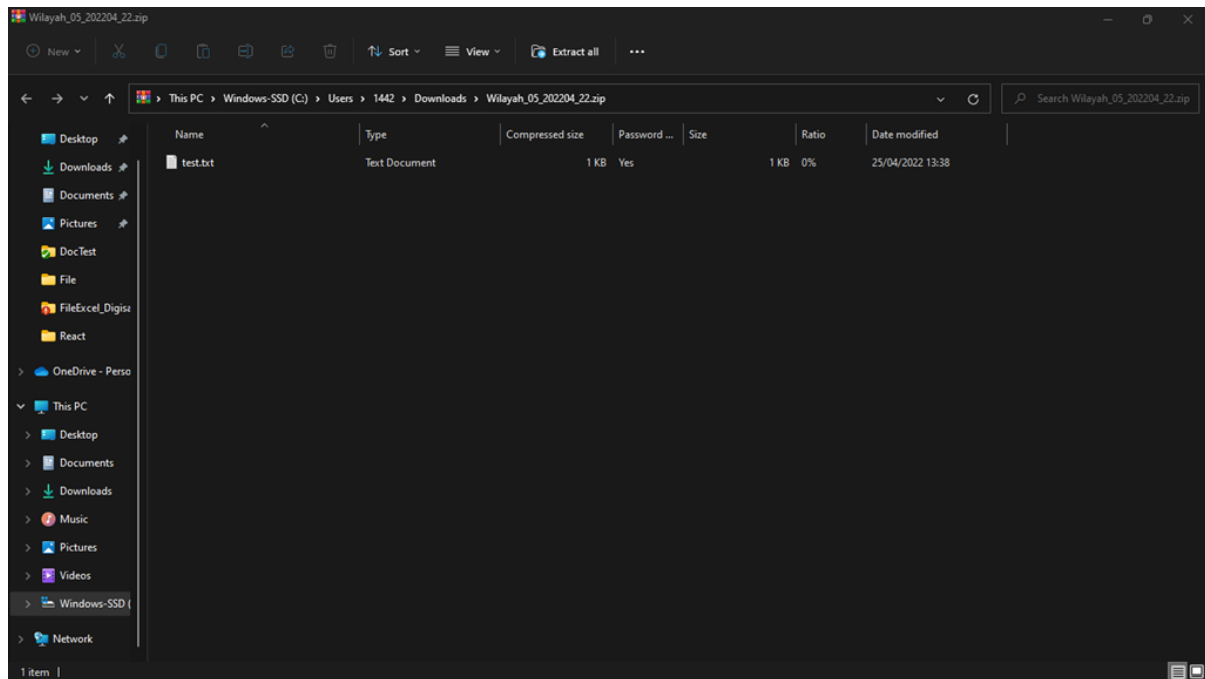 Wilayah_05_202204_22.zip
New Sort View Extract all ...
This PC > Windows-SSD (C:) > Users > 1442 > Downloads > Wilayah_05_202204_22.zip Search Wilayah_05_202204_22.zip
Name Type Compressed size Password ... Size Ratio Date modified
test.txt Text Document 1 KB Yes 1 KB 0% 25/04/2022 13:38
Desktop
Downloads
Documents
Pictures
DocTest
File
FileExcel_Digisa
React
OneDrive - Perso
This PC
Desktop
Documents
Downloads
Music
Pictures
Videos
Windows-SSD (
Network
1 item